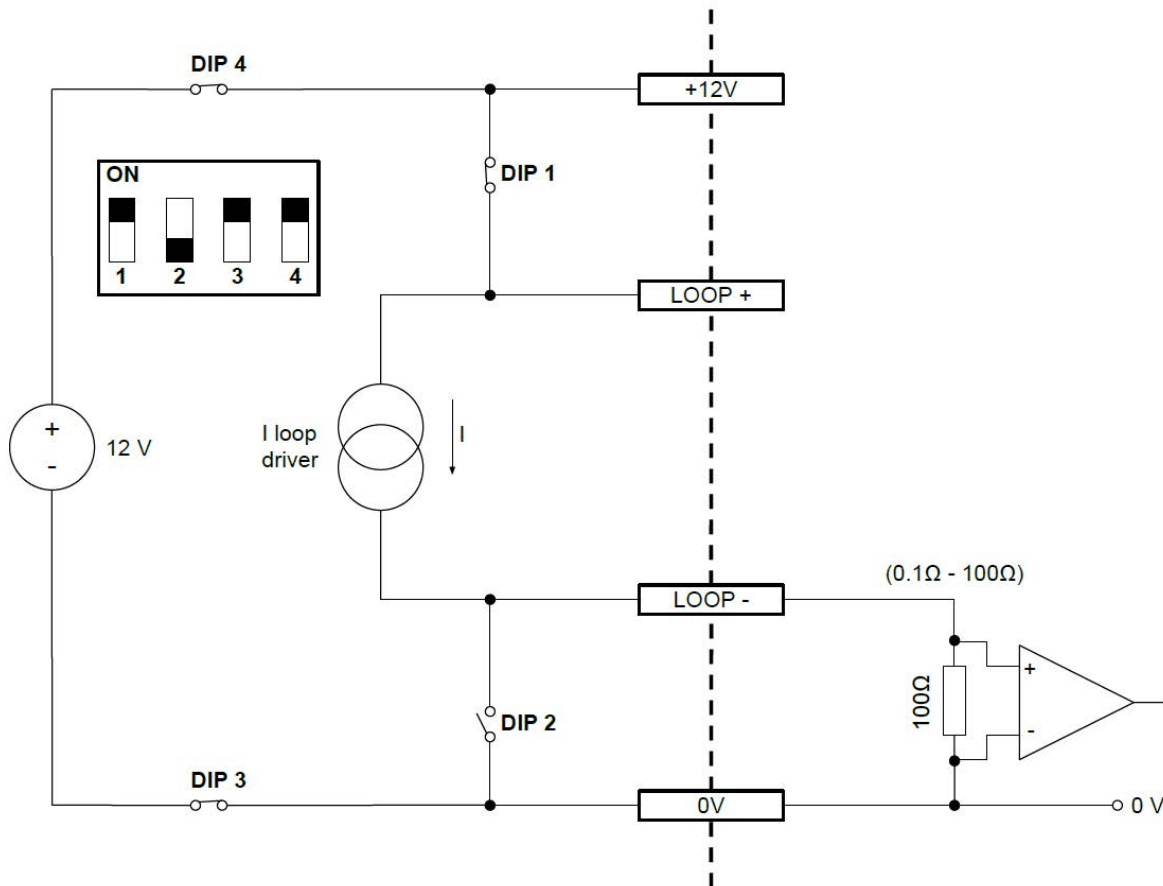 DIP 4
+12V
ON
1 2 3 4
DIP 1
LOOP +
+
-
12 V
I loop
driver
I
(0.1Ω - 100Ω)
LOOP -
100Ω
+
-
DIP 2
DIP 3
0V
0 V